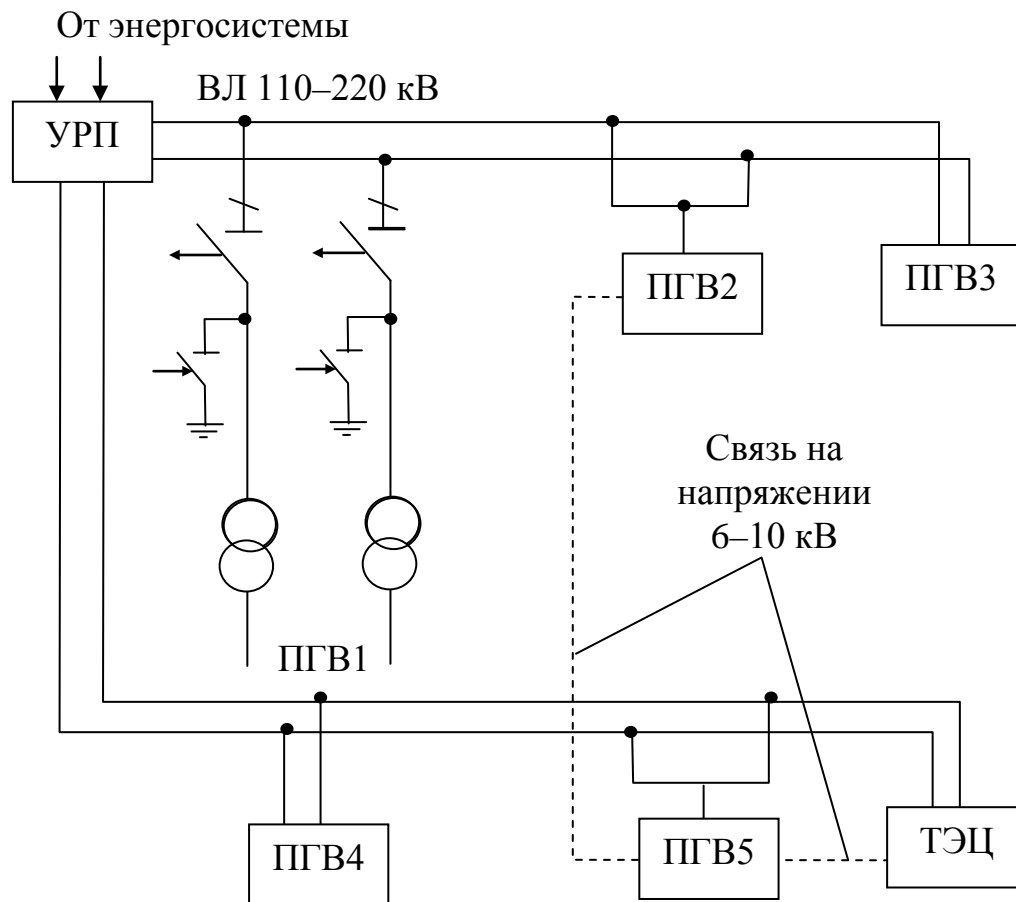 От энергосистемы
ВЛ 110–220 кВ
УРП
ПГВ2
ПГВ3
Связь на
напряжении
6–10 кВ
ПГВ1
ПГВ4
ПГВ5
ТЭЦ